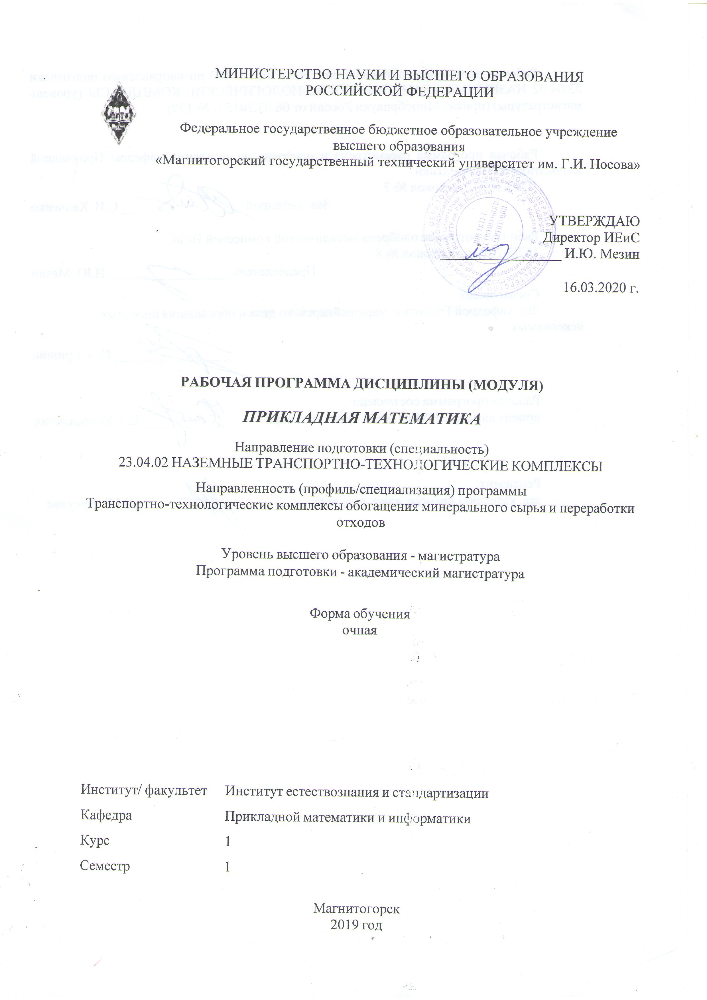 МИНИСТЕРСТВО НАУКИ И ВЫСШЕГО ОБРАЗОВАНИЯ
РОССИЙСКОЙ ФЕДЕРАЦИИ
МГТУ
Федеральное государственное бюджетное образовательное учреждение
высшего образования
«Магнитогорский государственный технический университет им. Г.И. Носова»
УТВЕРЖДАЮ
Директор ИЕиС
И.Ю. Мезин
16.03.2020 г.
РАБОЧАЯ ПРОГРАММА ДИСЦИПЛИНЫ (МОДУЛЯ)
ПРИКЛАДНАЯ МАТЕМАТИКА
Направление подготовки (специальность)
23.04.02 НАЗЕМНЫЕ ТРАНСПОРТНО-ТЕХНОЛОГИЧЕСКИЕ КОМПЛЕКСЫ
Направленность (профиль/специализация) программы
Транспортно-технологические комплексы обогащения минерального сырья и переработки
отходов
Уровень высшего образования - магистратура
Программа подготовки - академический магистратура
Форма обучения
очная
Институт/ факультет Институт естествознания и стандартизации
Кафедра Прикладной математики и информатики
Курс 1
Семестр 1
Магнитогорск
2019 год